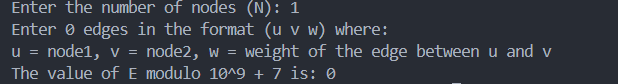 Enter the number of nodes (N): 1
Enter 0 edges in the format (u v w) where:
u = node1, v = node2, w = weight of the edge between u and v
The value of E modulo 10^9 + 7 is: 0